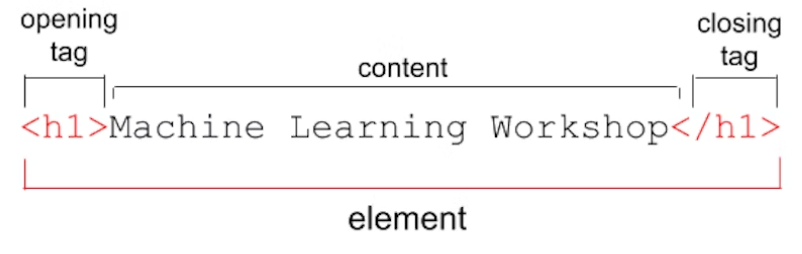 opening
tag
closing
tag
content
<h1>Machine Learning Workshop</h1>
element